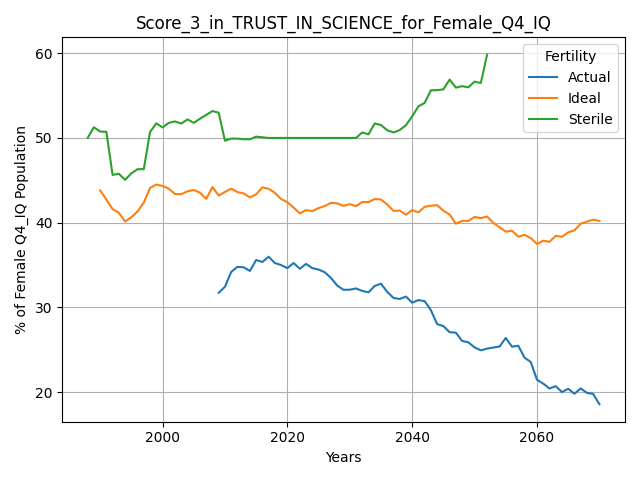 Score_3_in_TRUST_IN_SCIENCE_for_Female_Q4_IQ
% of Female Q4_IQ Population
60
50
40
30
20
Fertility
Actual
Ideal
Sterile
2000
2020
2040
2060
Years